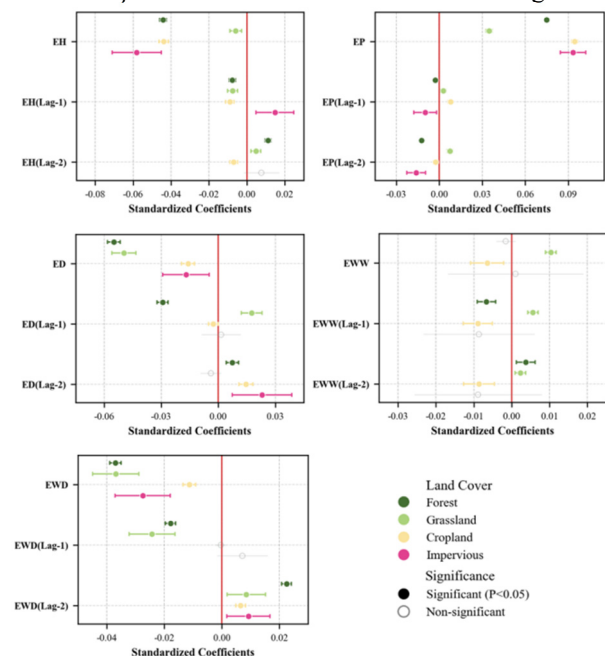 EH
EH(Lag-1)
EH(Lag-2)
-0.08 -0.06 -0.04 -0.02 0.00 0.02
Standardized Coefficients
EP
EP(Lag-1)
EP(Lag-2)
-0.03 0.00 0.03 0.06 0.09
Standardized Coefficients
ED
ED(Lag-1)
ED(Lag-2)
-0.06 -0.03 0.00 0.03
Standardized Coefficients
EWW
EWW(Lag-1)
EWW(Lag-2)
-0.03 -0.02 -0.01 0.00 0.01 0.02
Standardized Coefficients
EWD
EWD(Lag-1)
EWD(Lag-2)
-0.04 -0.02 0.00 0.02
Standardized Coefficients
Land Cover
Forest
Grassland
Cropland
Impervious
Significance
Significant (P<0.05)
Non-significant